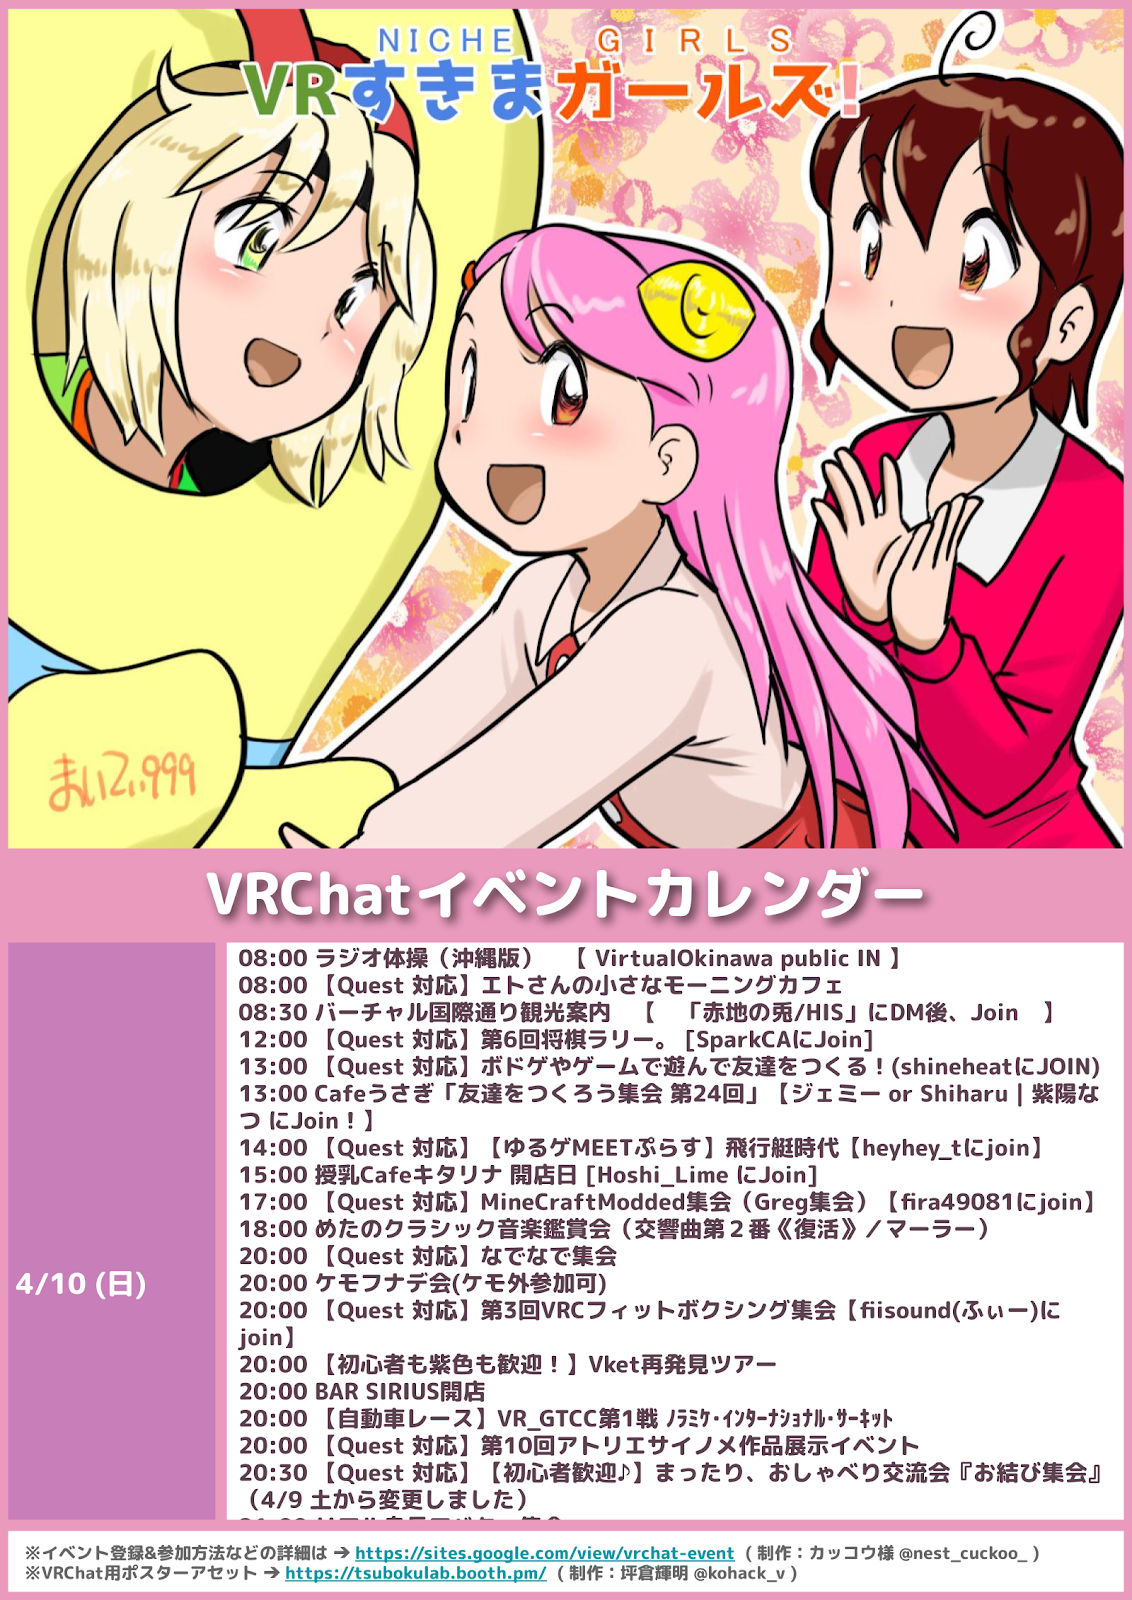 NICHE GIRLS
VRすきまガールズ!
まいてぃ999
VRChatイベントカレンダー
4/10 (日)
08:00 ラジオ体操（沖縄版）　【 VirtualOkinawa public IN 】
08:00 【Quest 対応】エトさんの小さなモーニングカフェ
08:30 バーチャル国際通り観光案内　【　「赤地の兎/HIS」にDM後、Join　】
12:00 【Quest 対応】第6回将棋ラリー。 [SparkCAにJoin]
13:00 【Quest 対応】ボドゲやゲームで遊んで友達をつくる！(shineheatにJOIN)
13:00 Cafeうさぎ「友達をつくろう集会 第24回」【ジェミー or Shiharu | 紫陽な
つ にJoin！】
14:00 【Quest 対応】【ゆるゲMEETぷらす】飛行艇時代【heyhey_tにjoin】
15:00 授乳Cafeキタリナ 開店日 [Hoshi_Lime にJoin]
17:00 【Quest 対応】MineCraftModded集会（Greg集会）【fira49081にjoin】
18:00 めたのクラシック音楽鑑賞会（交響曲第２番《復活》／マーラー）
20:00 【Quest 対応】なでなで集会
20:00 ケモフナデ会(ケモ外参加可)
20:00 【Quest 対応】第3回VRCフィットボクシング集会【fiisound(ふぃー)に
join】
20:00 【初心者も紫色も歓迎！】Vket再発見ツアー
20:00 BAR SIRIUS開店
20:00 【自動車レース】VR_GTCC第1戦 ﾉﾗﾐｹ･ｲﾝﾀｰﾅｼｮﾅﾙ･ｻｰｷｯﾄ
20:00 【Quest 対応】第10回アトリエサイノメ作品展示イベント
20:30 【Quest 対応】【初心者歓迎♪】まったり、おしゃべり交流会『お結び集会』
（4/9 土から変更しました）
※イベント登録&参加方法などの詳細は ➔ https://sites.google.com/view/vrchat-event （ 制作：カッコウ様 @nest_cuckoo_ ）
※VRChat用ポスターアセット ➔ https://tsubokulab.booth.pm/ （ 制作：坪倉輝明 @kohack_v ）